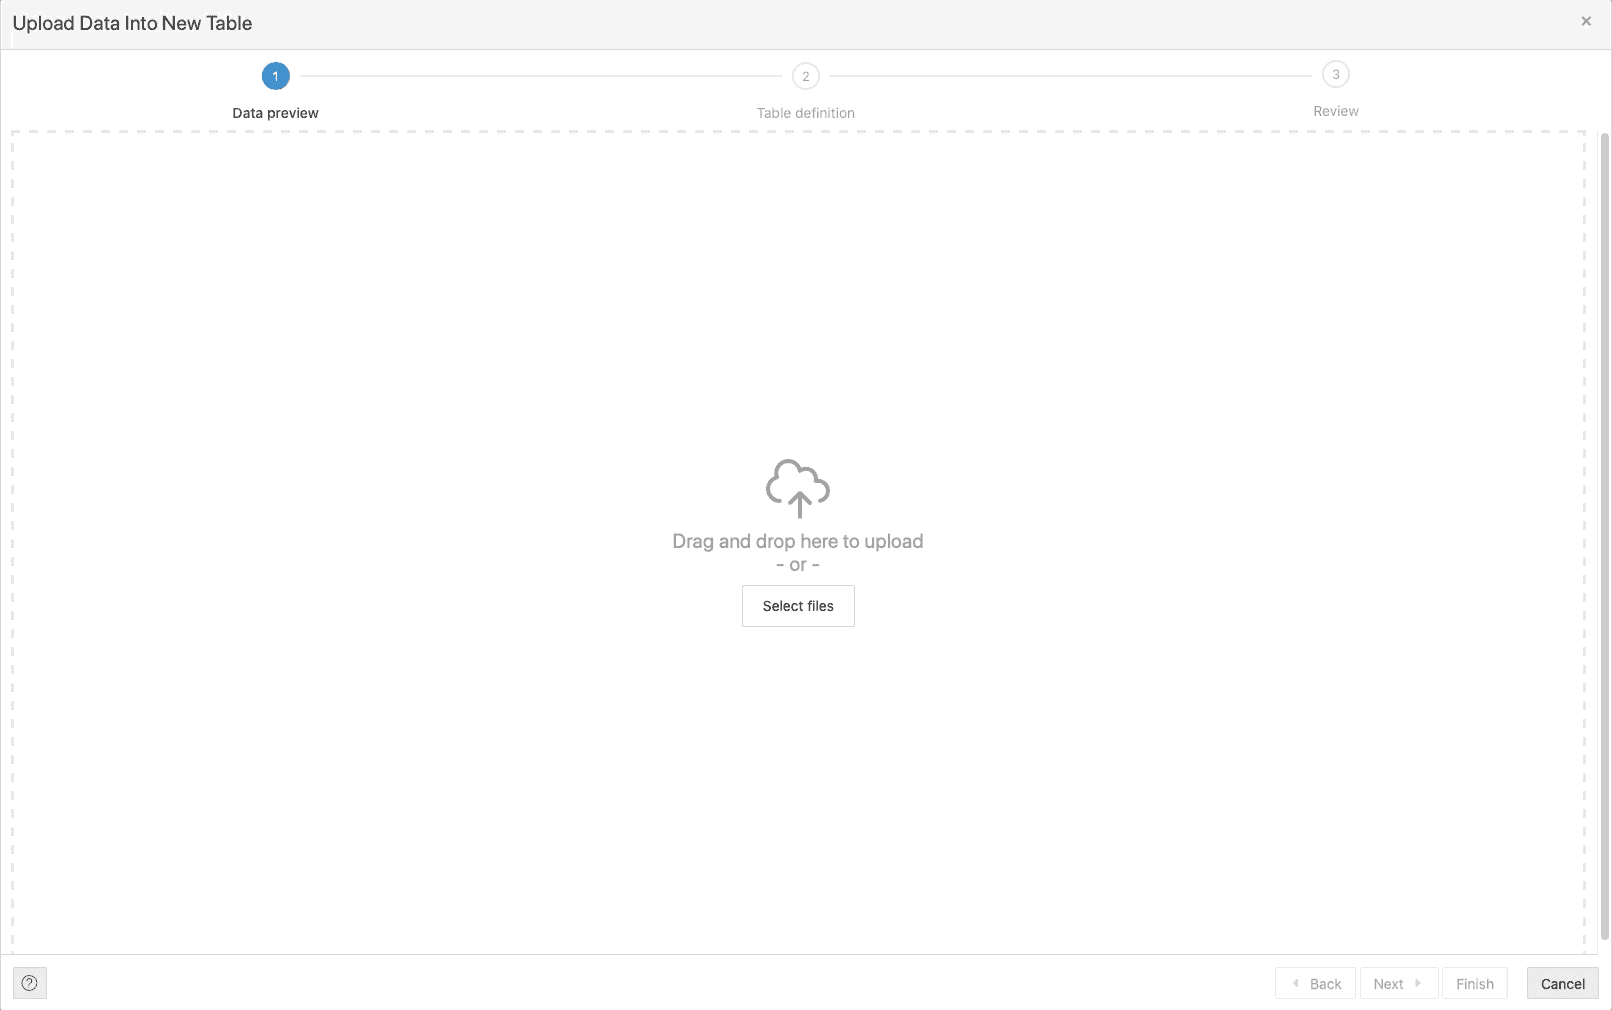 Upload Data Into New Table
×
1
2
3
Data preview
Table definition
Review
Drag and drop here to upload
- or -
Select files
?
Back
Next
Finish
Cancel